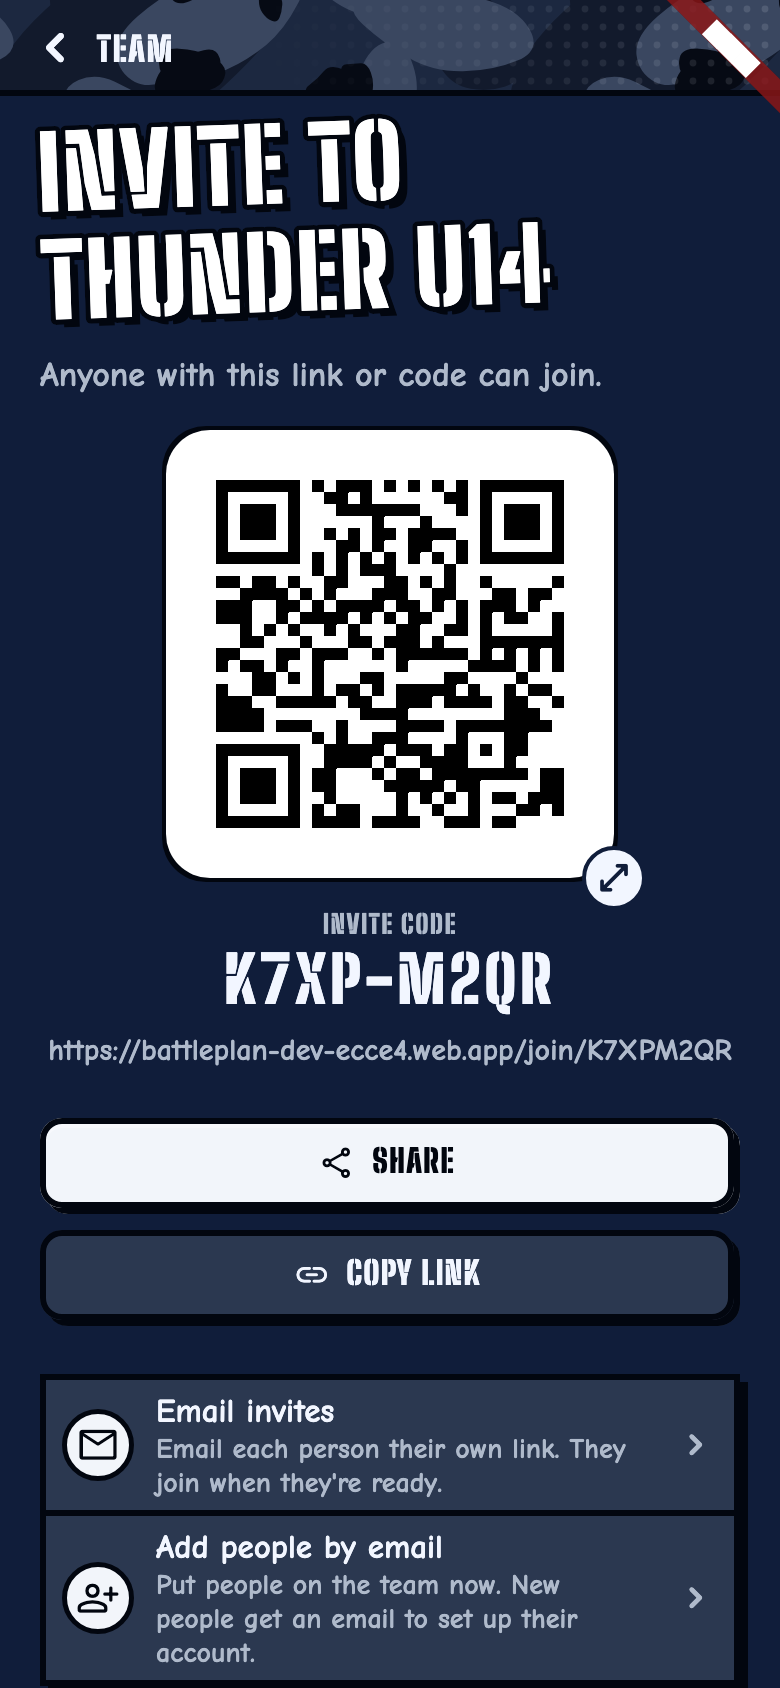 TEAM
INVITE TO
THUNDER U14
Anyone with this link or code can join.
INVITE CODE
K7XP-M2QR
https://battleplan-dev-ecce4.web.app/join/K7XPM2QR
SHARE
COPY LINK
Email invites
Email each person their own link. They
join when they're ready.
Add people by email
Put people on the team now. New
people get an email to set up their
account.